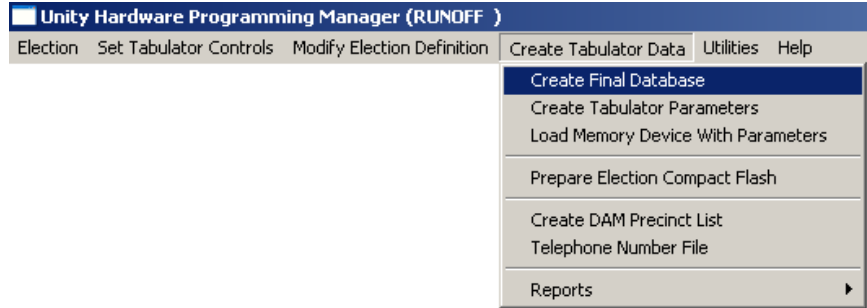 Unity Hardware Programming Manager (RUNOFF  )
Election Set Tabulator Controls Modify Election Definition Create Tabulator Data Utilities Help
Create Final Database
Create Tabulator Parameters
Load Memory Device With Parameters
Prepare Election Compact Flash
Create DAM Precinct List
Telephone Number File
Reports